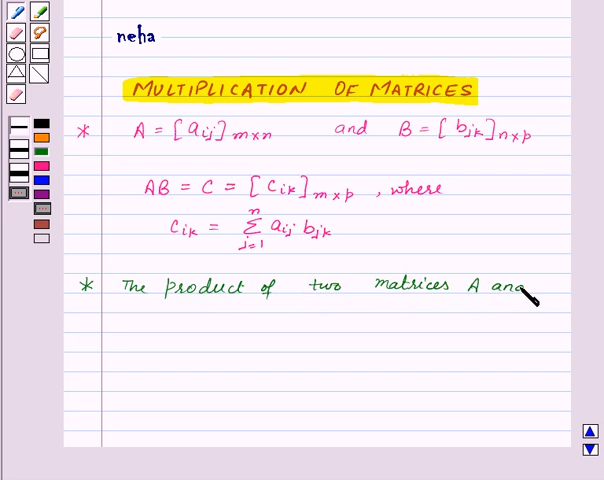 neha
MULTIPLICATION OF MATRICES
* A = [aij]m×n and B = [bjk]n×p
AB = C = [cik]m×p , where
cik = n∑j=1 aij bjk
* The product of two matrices A and